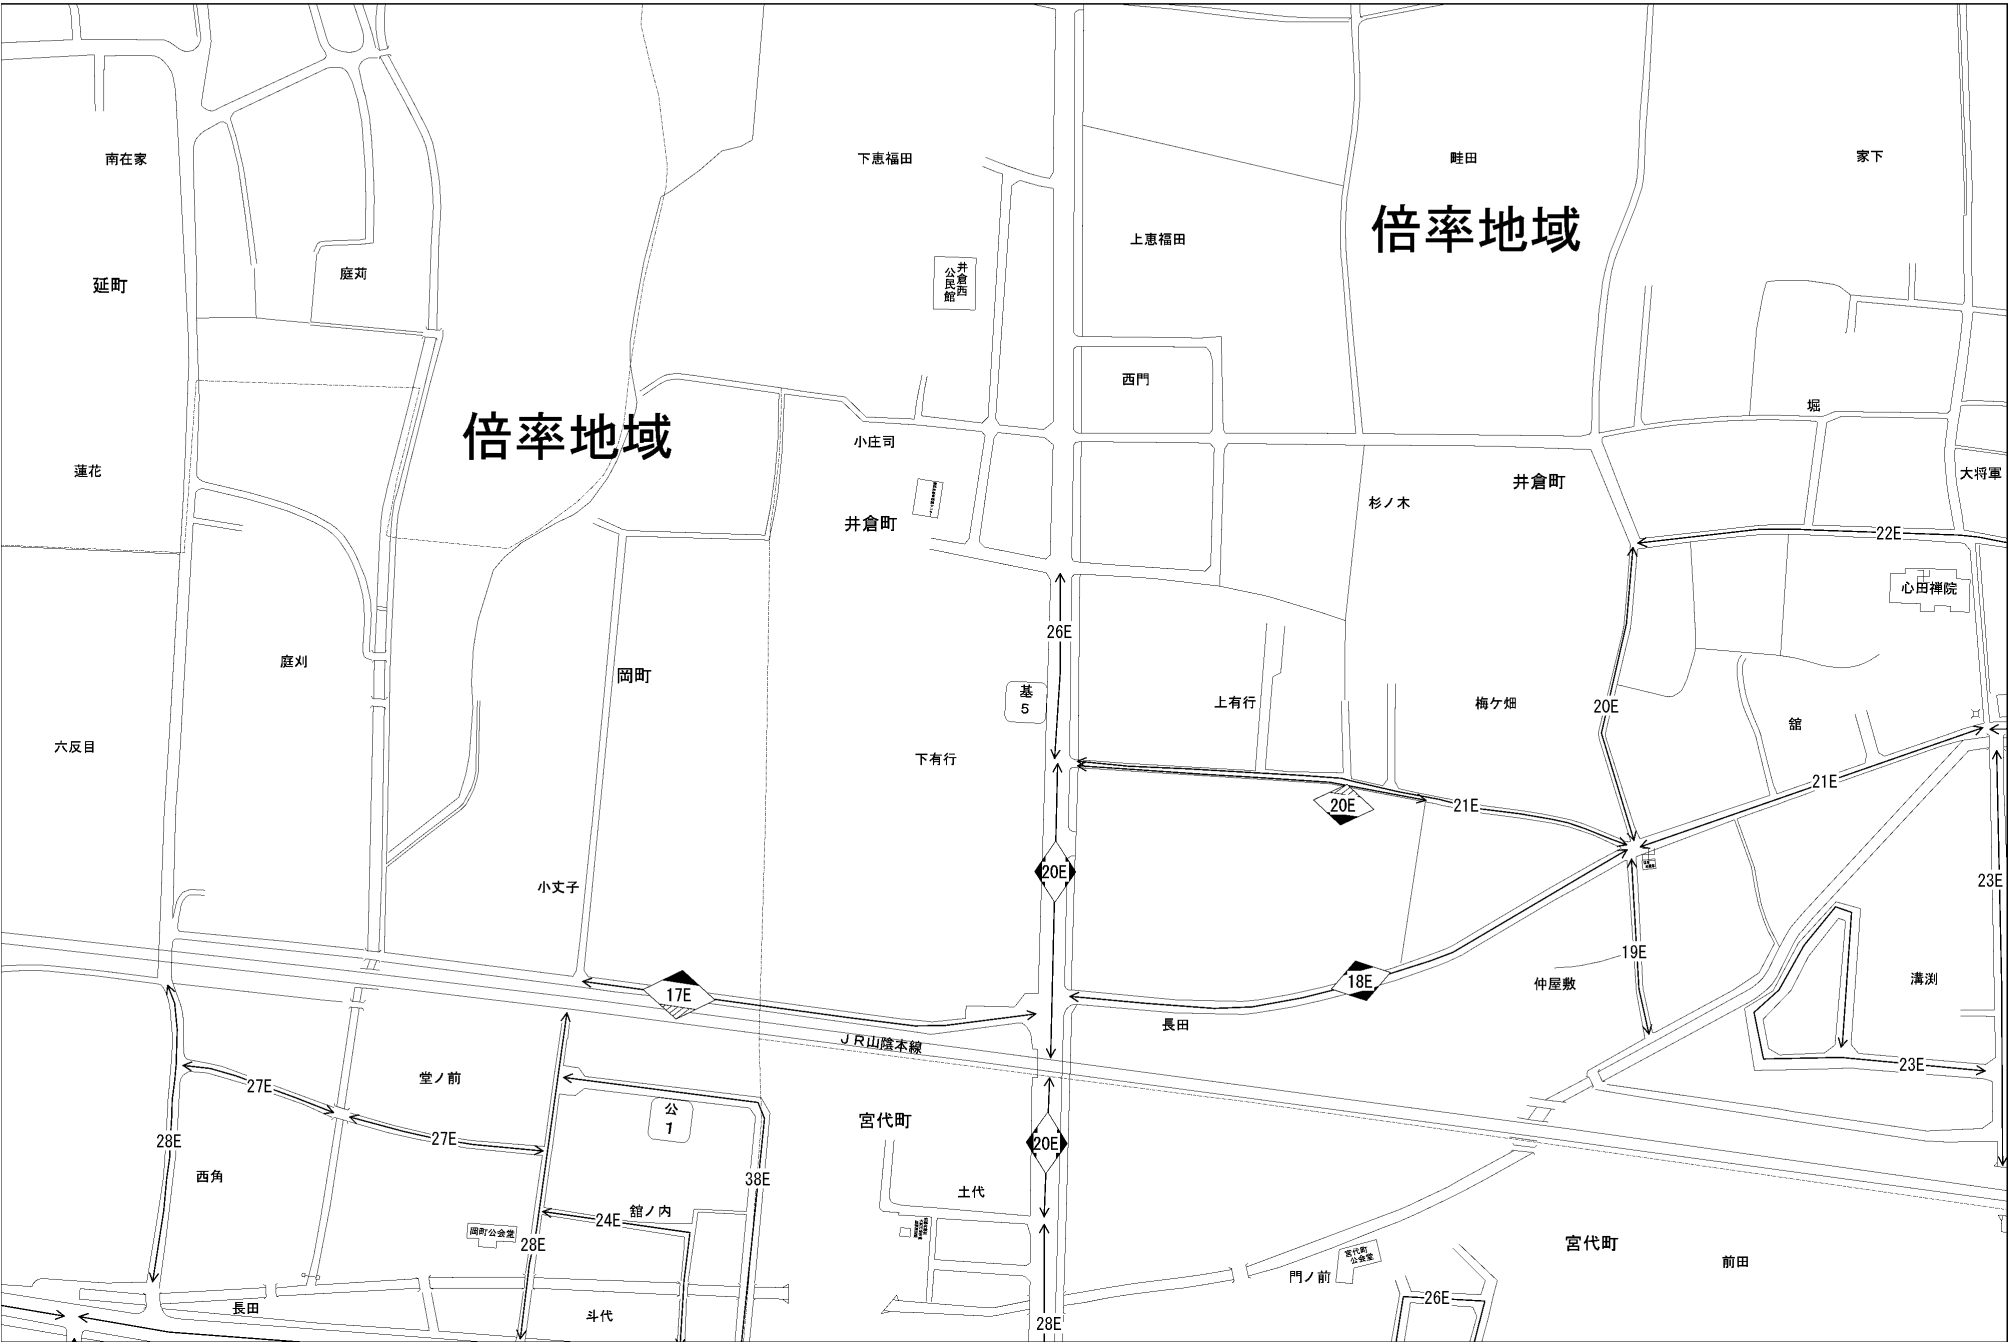 南在家
下恵福田
畦田
家下
倍率地域
上恵福田
延町
庭苅
井倉西
公民館
西門
堀
倍率地域
小庄司
蓮花
井倉町
大将軍
杉ノ木
井倉町
22E
心田禅院
26E
庭刈
岡町
基
5
上有行
梅ケ畑
20E
舘
六反目
下有行
21E
20E
21E
20E
23E
小丈子
19E
溝渕
18E
仲屋敷
17E
長田
JR山陰本線
23E
堂ノ前
27E
公
1
宮代町
27E
28E
20E
西角
38E
土代
舘ノ内
24E
岡町公会堂
28E
宮代町
宮代町
公会堂
前田
門ノ前
26E
長田
斗代
28E